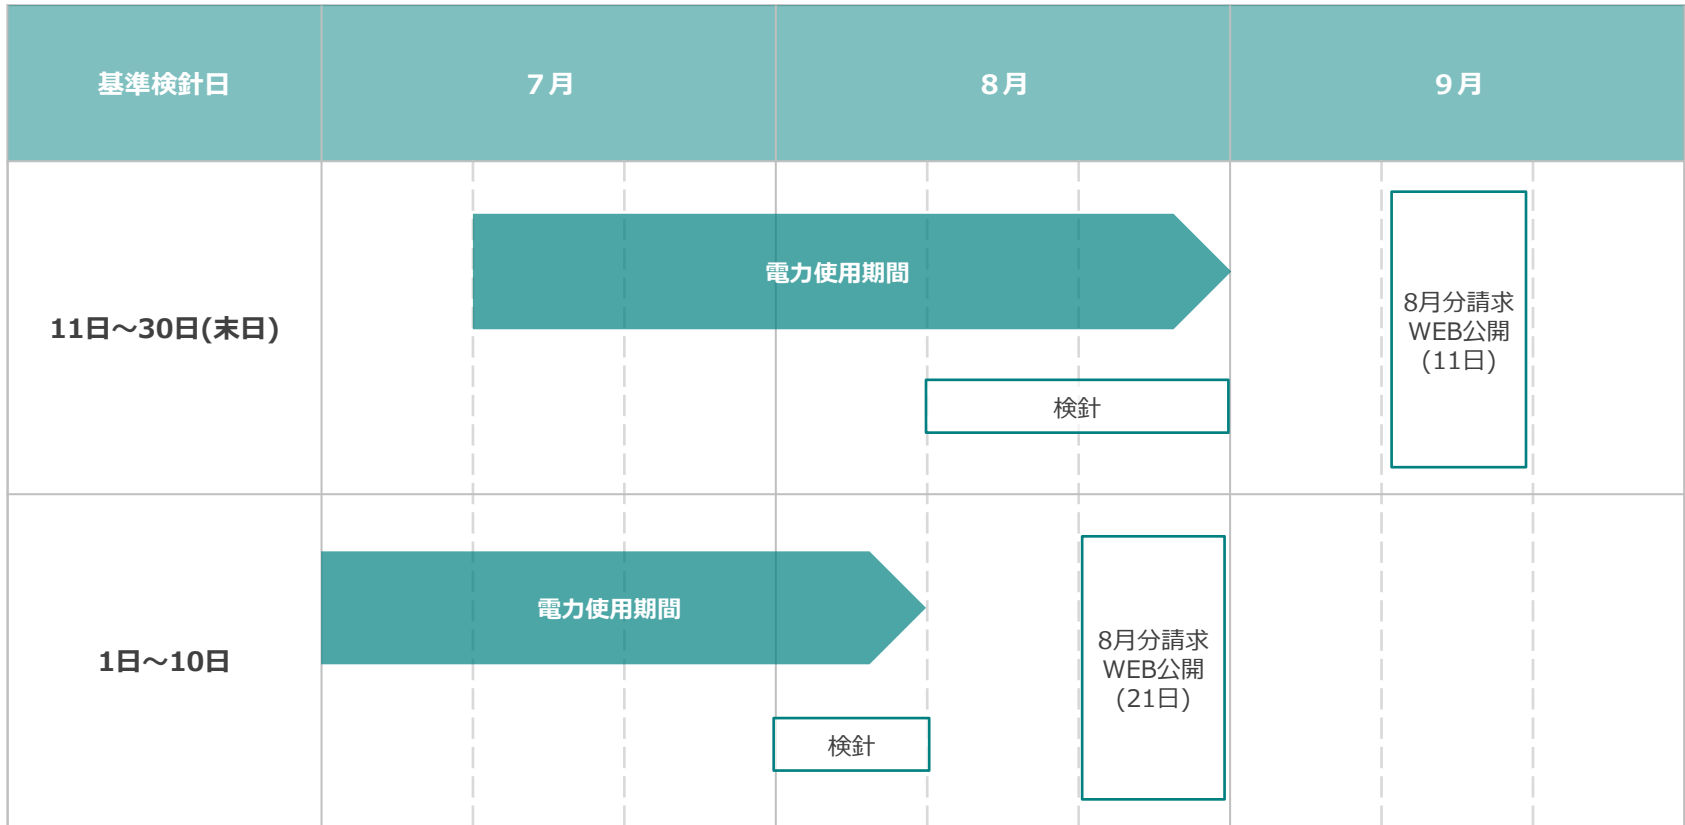 基準検針日
７月
８月
９月
11日～30日(末日)
電力使用期間
検針
8月分請求
WEB公開
(11日)
1日～10日
電力使用期間
検針
8月分請求
WEB公開
(21日)